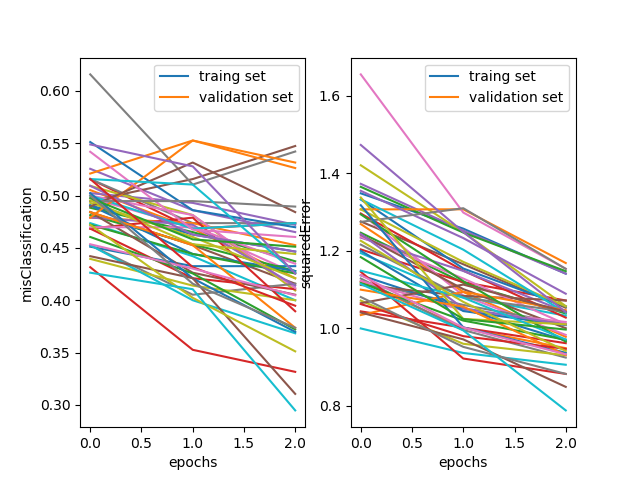 traing set
validation set
0.60
0.55
0.50
0.45
0.40
0.35
0.30
misClassification
0.0
0.5
1.0
1.5
2.0
epochs
traing set
validation set
1.6
1.4
1.2
1.0
0.8
squaredError
0.0
0.5
1.0
1.5
2.0
epochs